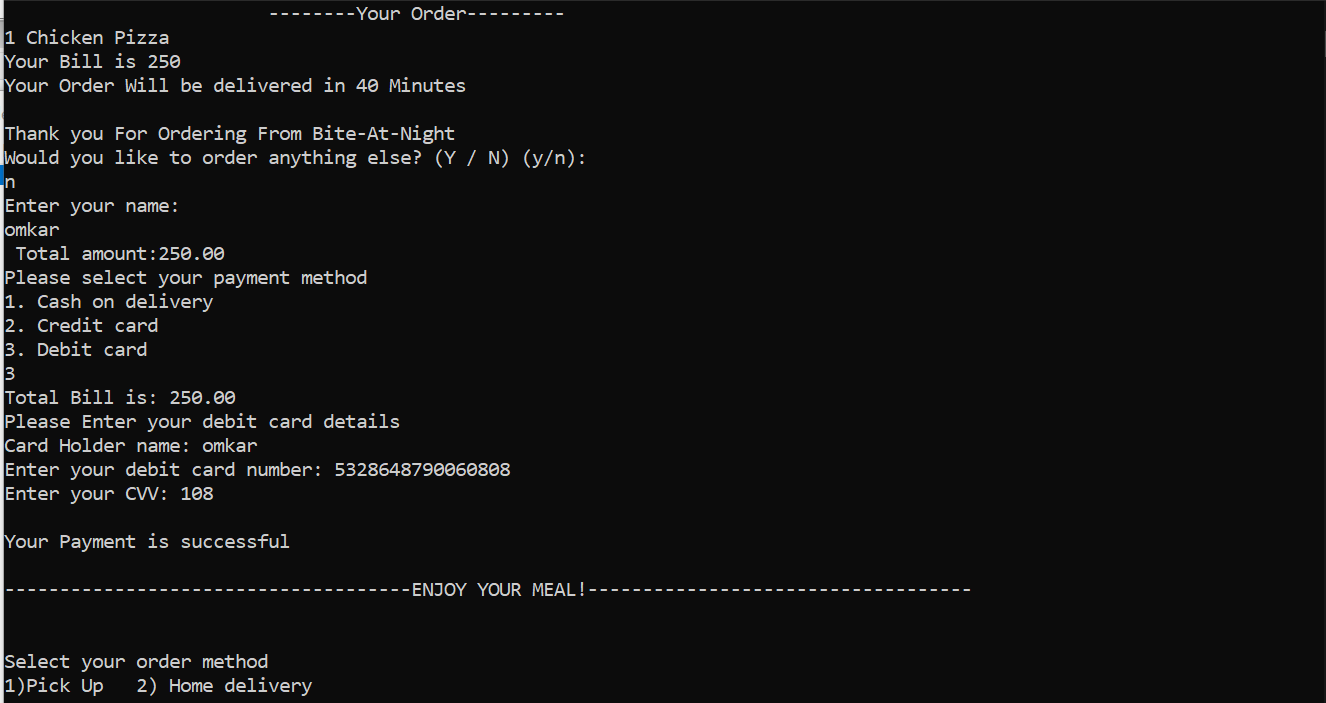 --------Your Order---------
1 Chicken Pizza
Your Bill is 250
Your Order Will be delivered in 40 Minutes
Thank you For Ordering From Bite-At-Night
Would you like to order anything else? (Y / N) (y/n):
n
Enter your name:
omkar
Total amount:250.00
Please select your payment method
1. Cash on delivery
2. Credit card
3. Debit card
3
Total Bill is: 250.00
Please Enter your debit card details
Card Holder name: omkar
Enter your debit card number: 5328648790060808
Enter your CVV: 108
Your Payment is successful
-------------------------------------ENJOY YOUR MEAL!-----------------------------------
Select your order method
1)Pick Up   2) Home delivery